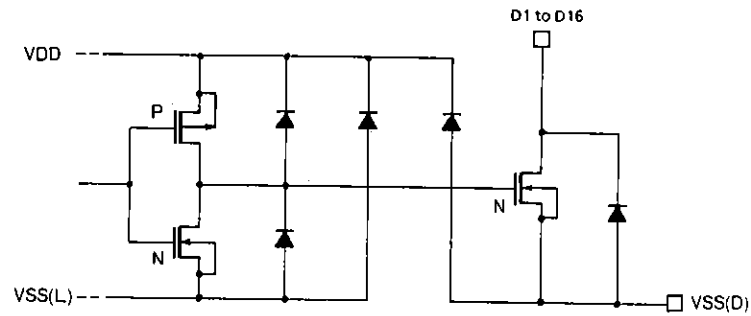 D1 to D16
VDD
P
N
N
VSS(L)
VSS(D)